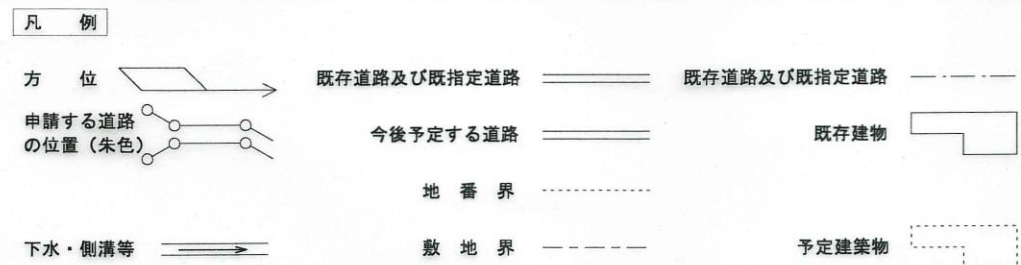 凡 例
方 位
既存道路及び既指定道路
既存道路及び既指定道路
申請する道路
の位置（朱色）
今後予定する道路
既存建物
地 番 界
下水・側溝等
敷 地 界
予定建築物